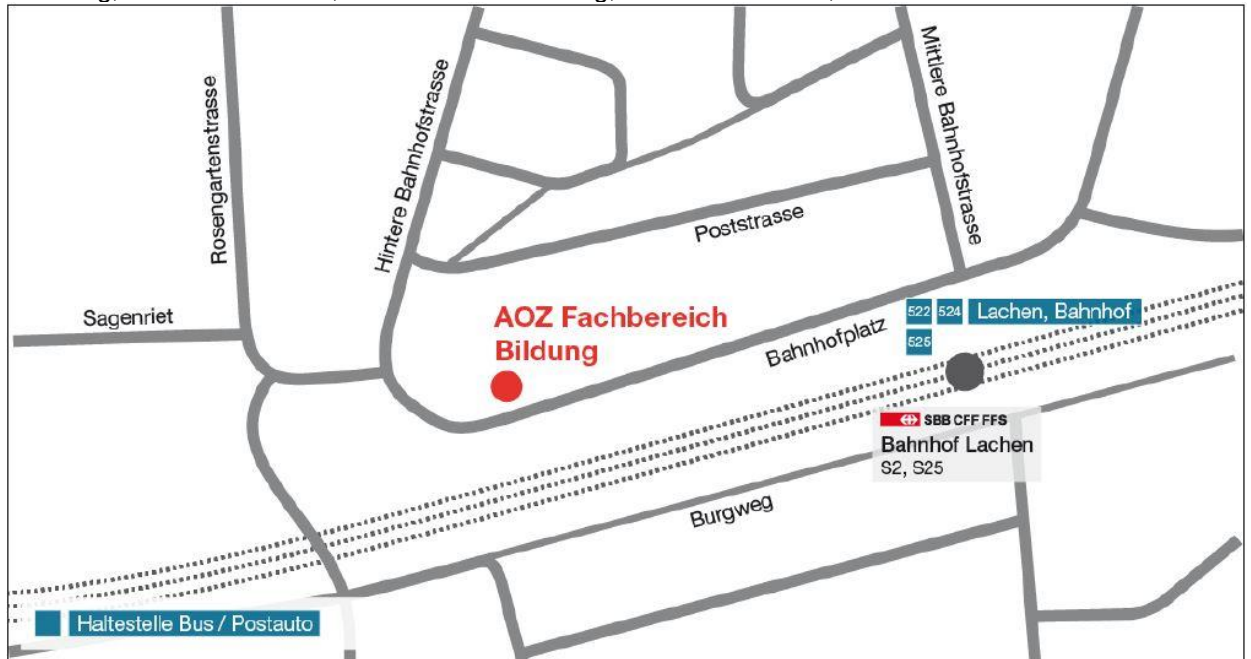 Rosengartenstrasse
Hintere Bahnhofstrasse
Mittlere Bahnhofstrasse
Poststrasse
Sagenriet
AOZ Fachbereich
Bildung
Bahnhofplatz
522 524 Lachen, Bahnhof
525
SBB CFF FFS
Bahnhof Lachen
S2, S25
Burgweg
Haltestelle Bus / Postauto